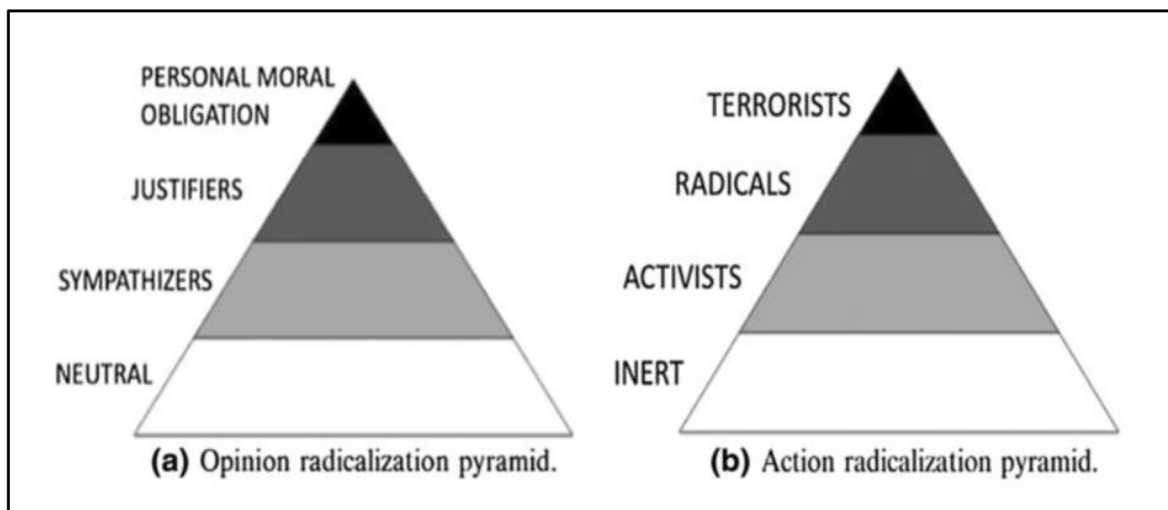 PERSONAL MORAL
OBLIGATION
JUSTIFIERS
SYMPATHIZERS
NEUTRAL
(a) Opinion radicalization pyramid.
TERRORISTS
RADICALS
ACTIVISTS
INERT
(b) Action radicalization pyramid.